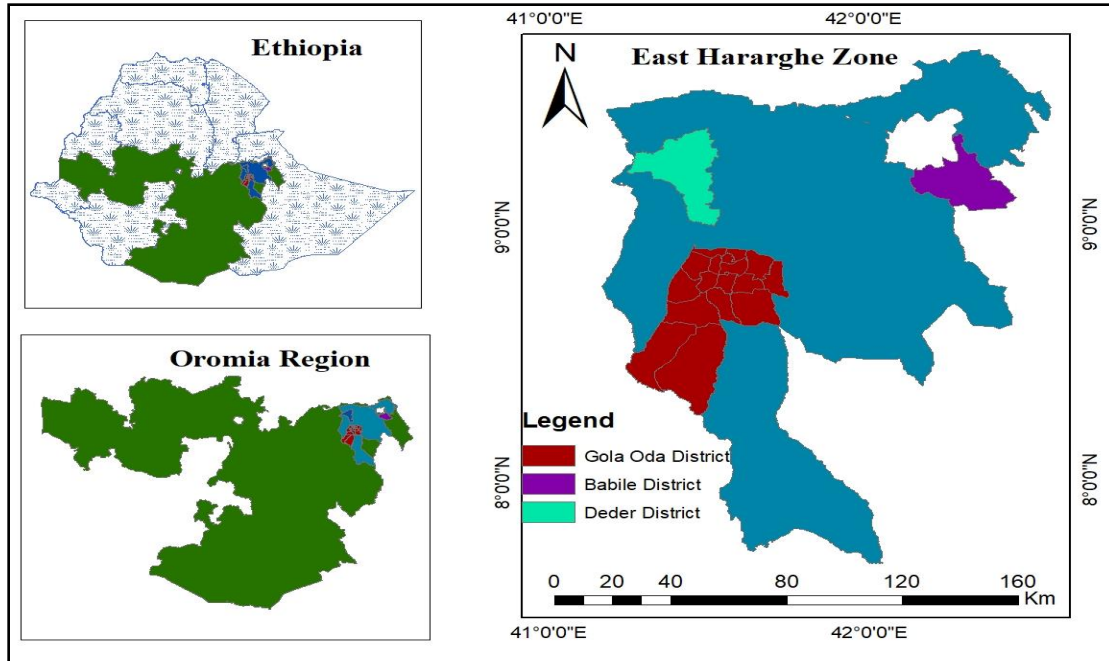 Ethiopia
Oromia Region
41°0'0"E 42°0'0"E
East Hararghe Zone
N
9°0'0"N 9°0'0"N
8°0'0"N 8°0'0"N
Legend
Gola Oda District
Babile District
Deder District
0 20 40 80 120 160
Km
41°0'0"E 42°0'0"E